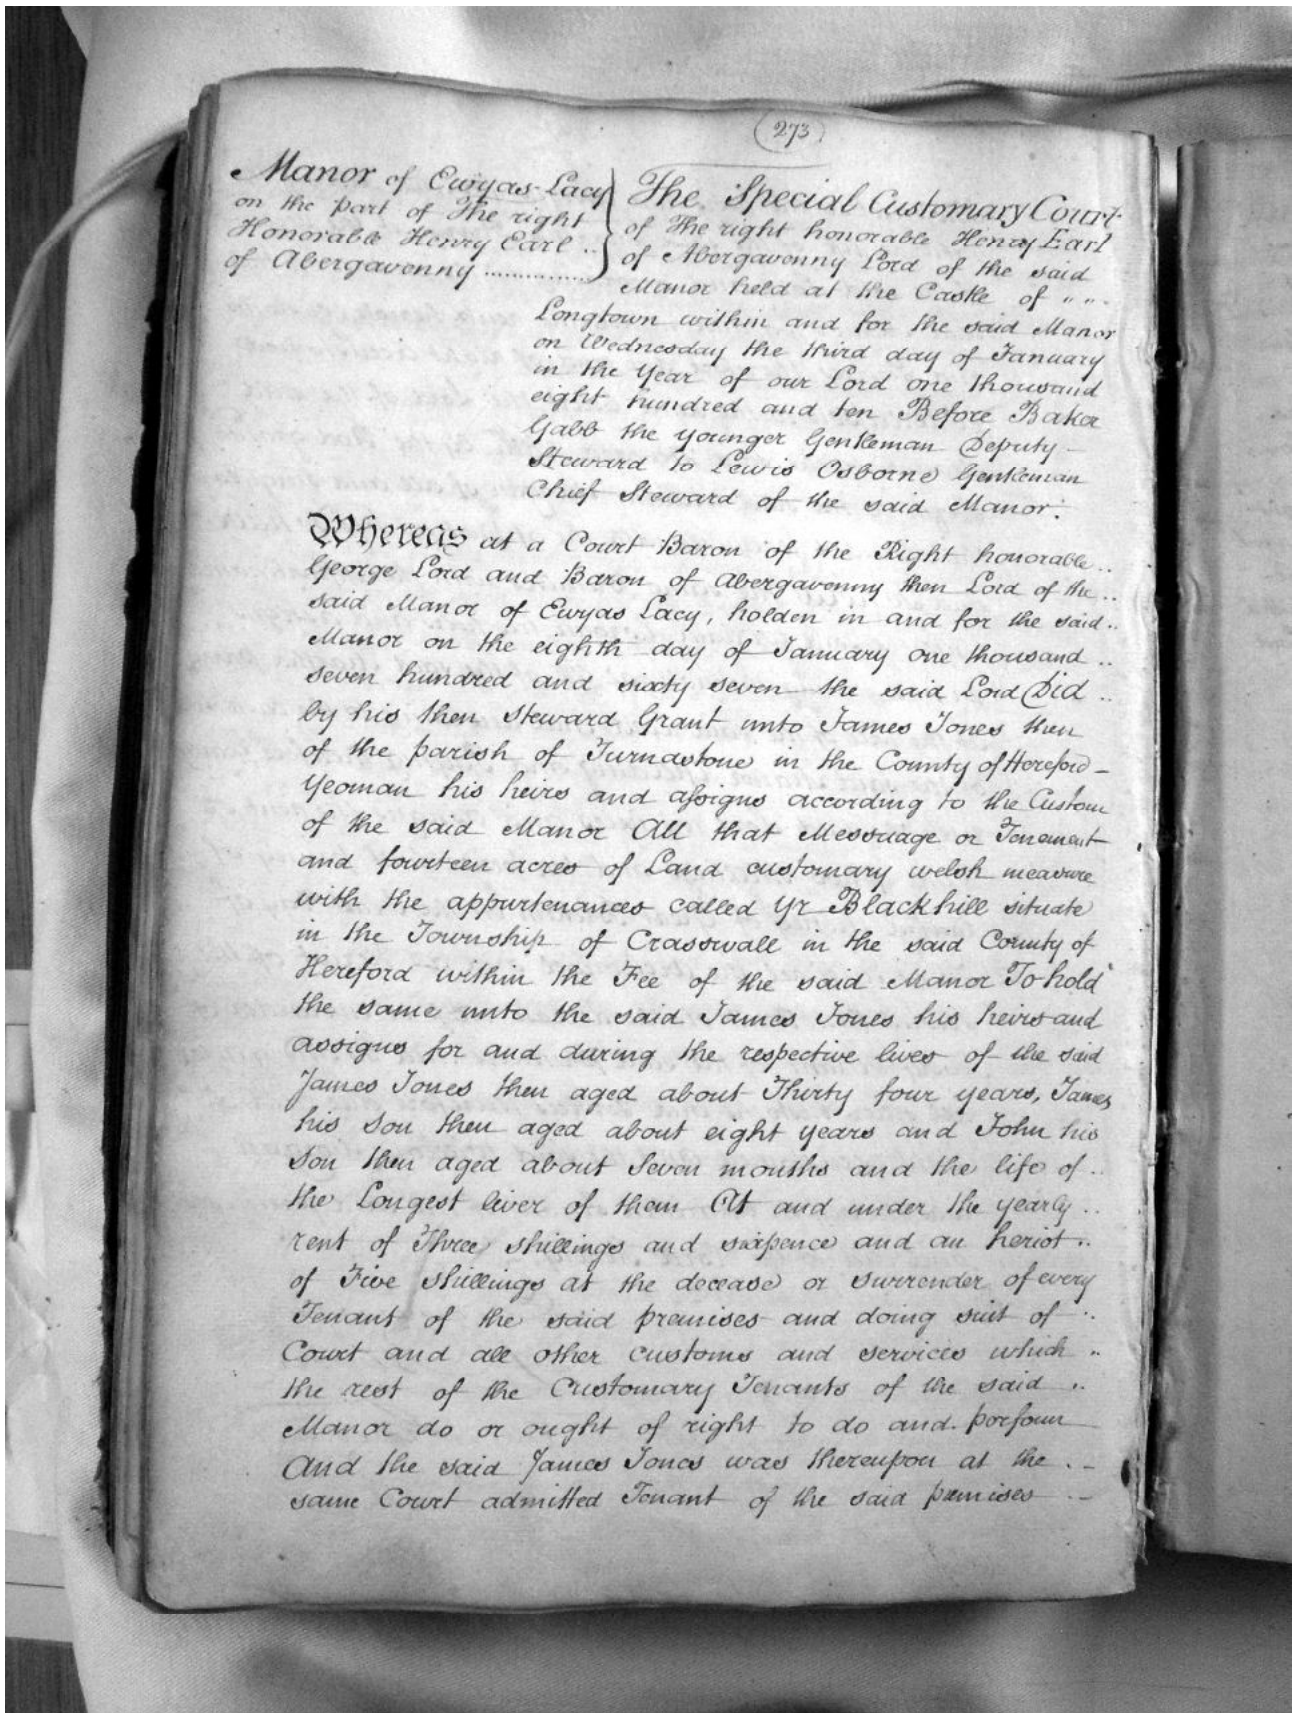 273
Manor of Ewyas-Lacy
on the part of The right
Honorable Henry Earl ..
of Abergavenny ...............
The Special Customary Court
of The right honorable Henry Earl
of Abergavenny Lord of the said
Manor held at the Castle of " " -
Longtown within and for the said Manor
on Wednesday the third day of January
in the Year of our Lord one thousand
eight hundred and ten Before Baker
Gabb the younger Gentleman Deputy -
Steward to Lewis Osborne Gentleman
Chief Steward of the said Manor.
Whereas at a Court Baron of the Right honorable ..
George Lord and Baron of Abergavenny then Lord of the ..
said Manor of Ewyas Lacy, holden in and for the said ..
Manor on the eighth day of January one thousand ..
seven hundred and sixty seven the said Lord Did ..
by his then Steward Grant unto James Jones then
of the parish of Turnastone in the County of Hereford -
Yeoman his heirs and assigns according to the Custom
of the said Manor All that Messuage or Tenement
and fourteen acres of Land customary welsh measure
with the appurtenances called Yr Blackhill situate
in the Township of Crasswall in the said County of
Hereford within the Fee of the said Manor To hold
the same unto the said James Jones his heirs and
assigns for and during the respective lives of the said
James Jones then aged about Thirty four years, James
his Son then aged about eight years and John his
Son then aged about Seven months and the life of ..
the Longest liver of them At and under the yearly ..
rent of Three shillings and sixpence and an heriot ..
of Five shillings at the decease or surrender of every
Tenant of the said premises and doing suit of ..
Court and all other customs and services which ..
the rest of the Customary Tenants of the said ..
Manor do or ought of right to do and perform
And the said James Jones was thereupon at the . -
same Court admitted Tenant of the said premises . -